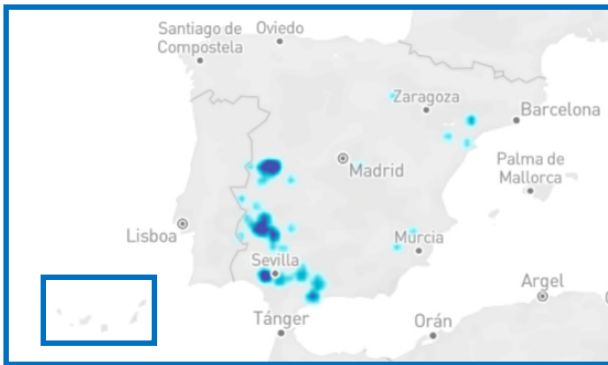 Santiago de
Compostela
Oviedo
Zaragoza
Barcelona
Madrid
Palma de
Mallorca
Lisboa
Murcia
Sevilla
Argel
Tánger
Orán